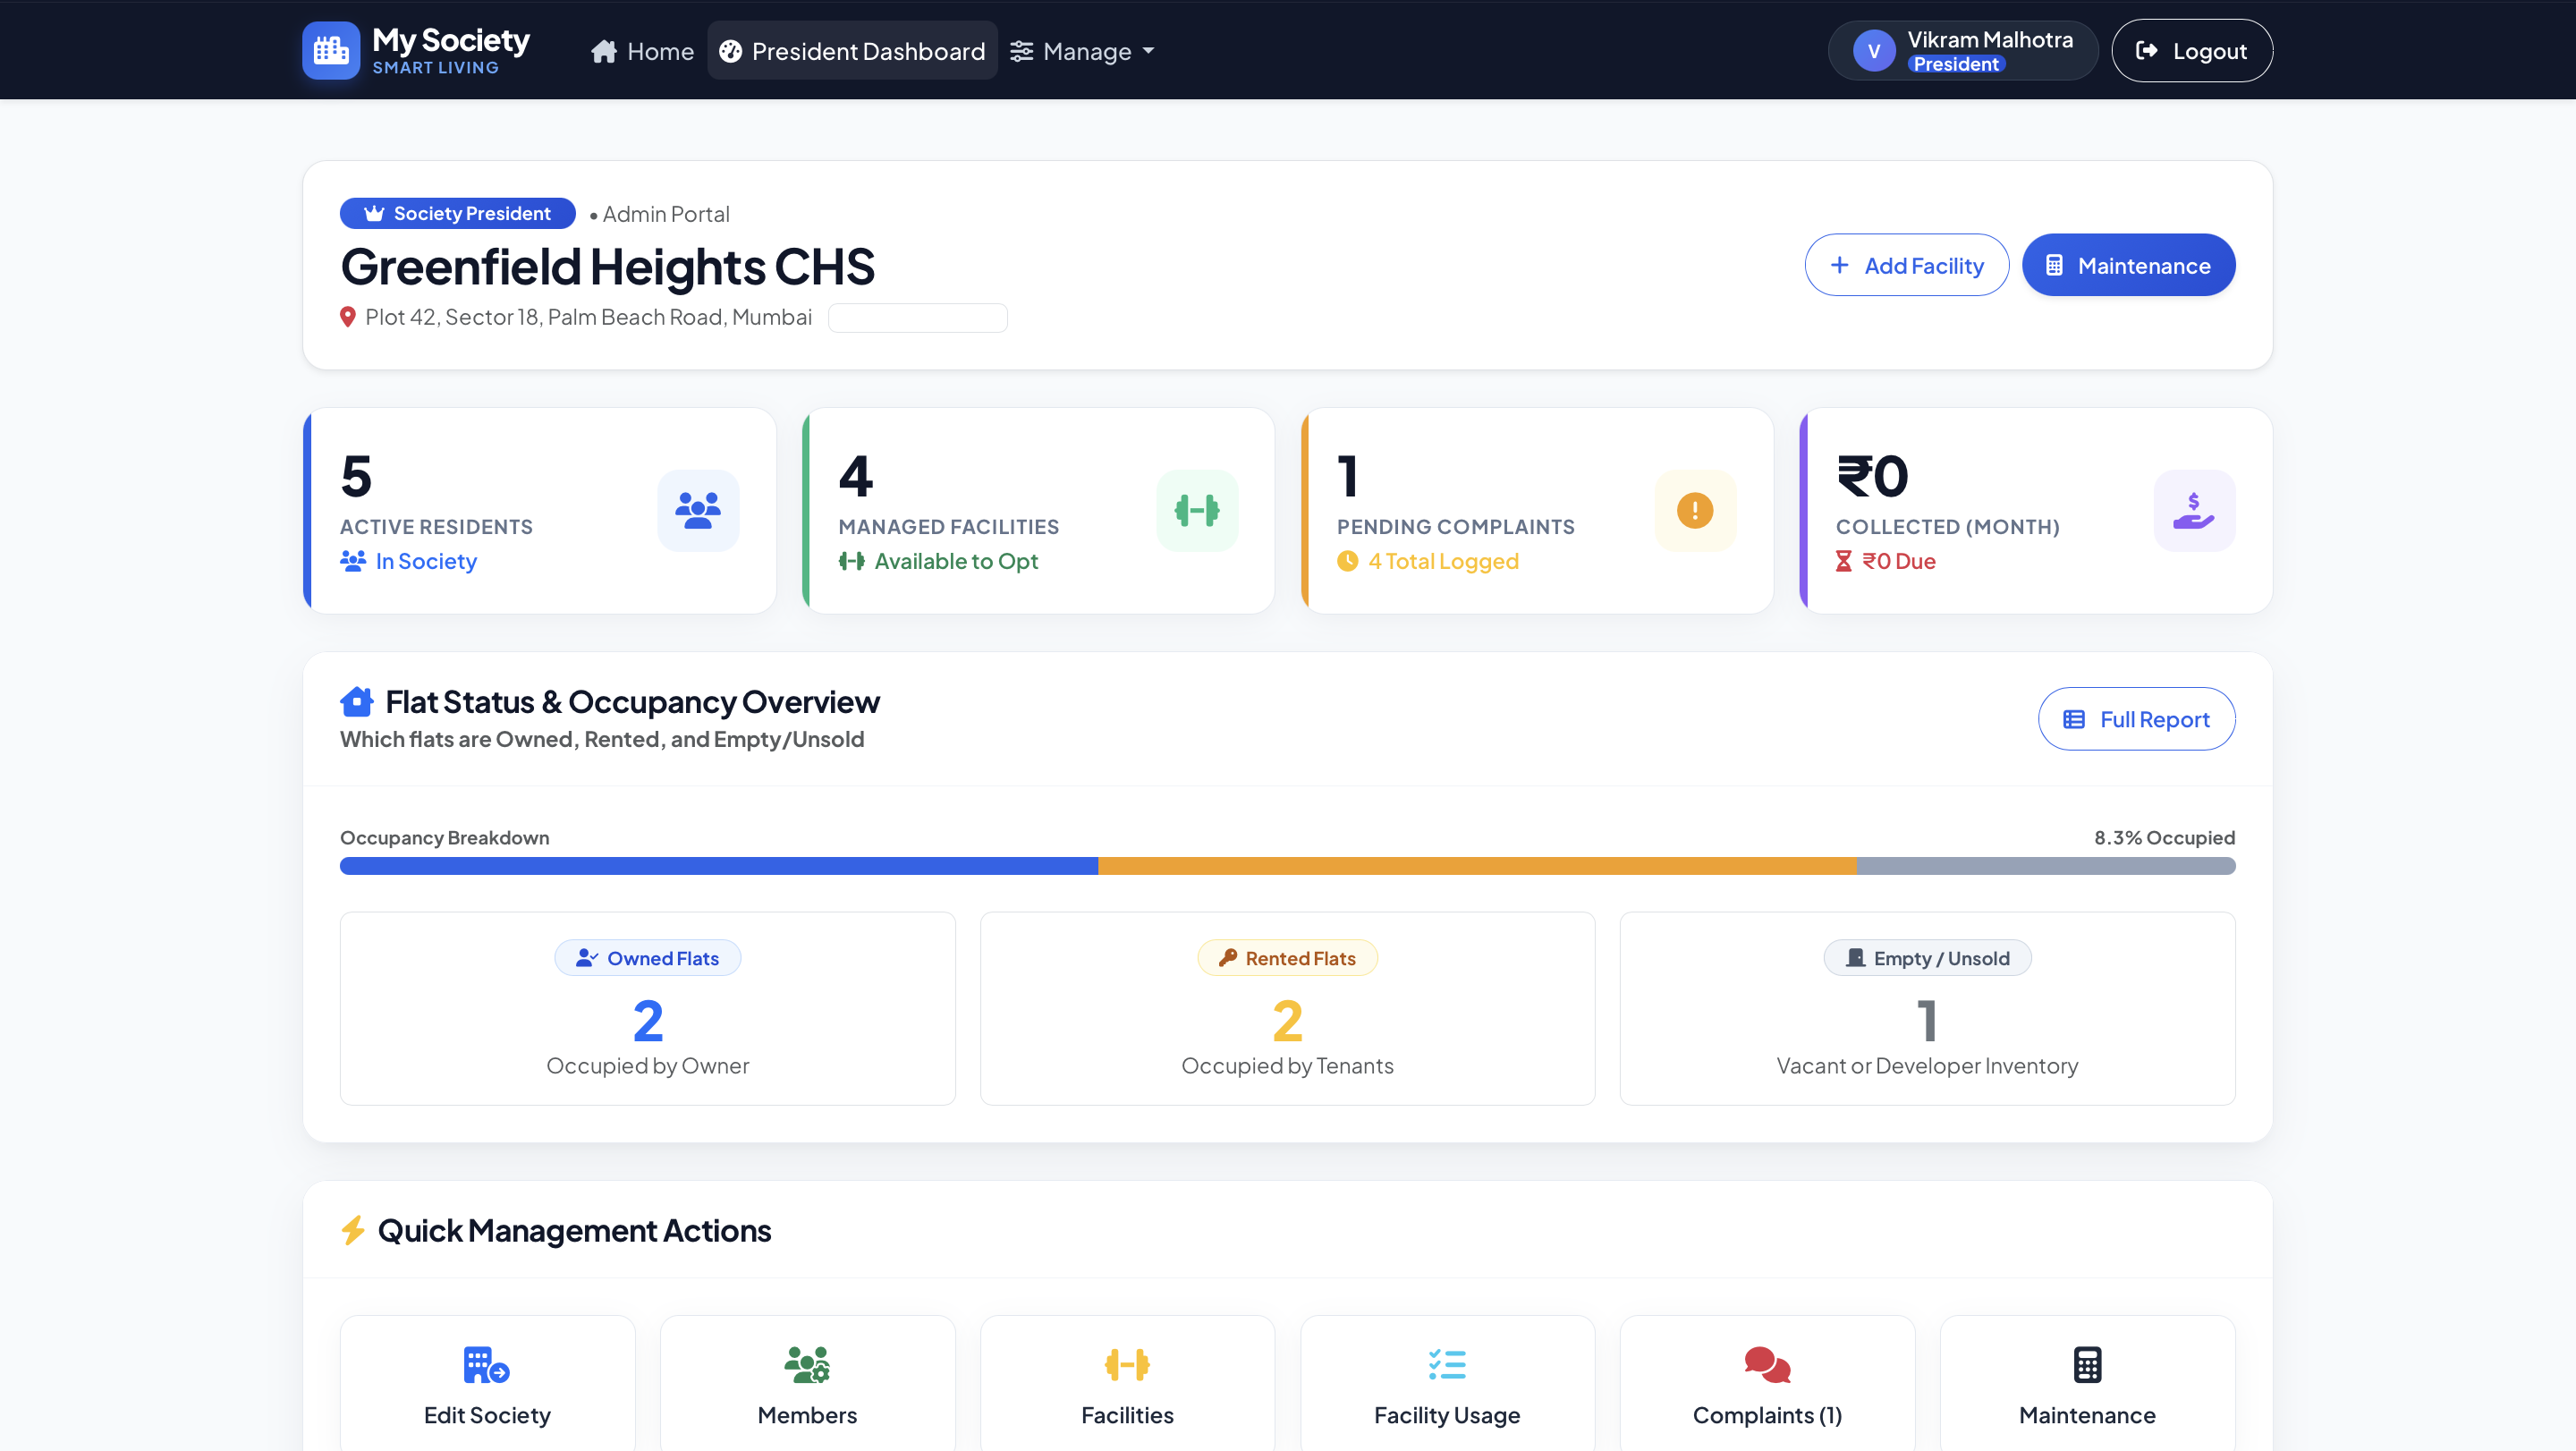 My Society
SMART LIVING
Home
President Dashboard
Manage
V
Vikram Malhotra
President
Logout
Society President
• Admin Portal
Greenfield Heights CHS
Plot 42, Sector 18, Palm Beach Road, Mumbai
Add Facility
Maintenance
5
ACTIVE RESIDENTS
In Society
4
MANAGED FACILITIES
Available to Opt
1
PENDING COMPLAINTS
4 Total Logged
₹0
COLLECTED (MONTH)
₹0 Due
Flat Status & Occupancy Overview
Which flats are Owned, Rented, and Empty/Unsold
Full Report
Occupancy Breakdown
8.3% Occupied
Owned Flats
2
Occupied by Owner
Rented Flats
2
Occupied by Tenants
Empty / Unsold
1
Vacant or Developer Inventory
Quick Management Actions
Edit Society
Members
Facilities
Facility Usage
Complaints (1)
Maintenance